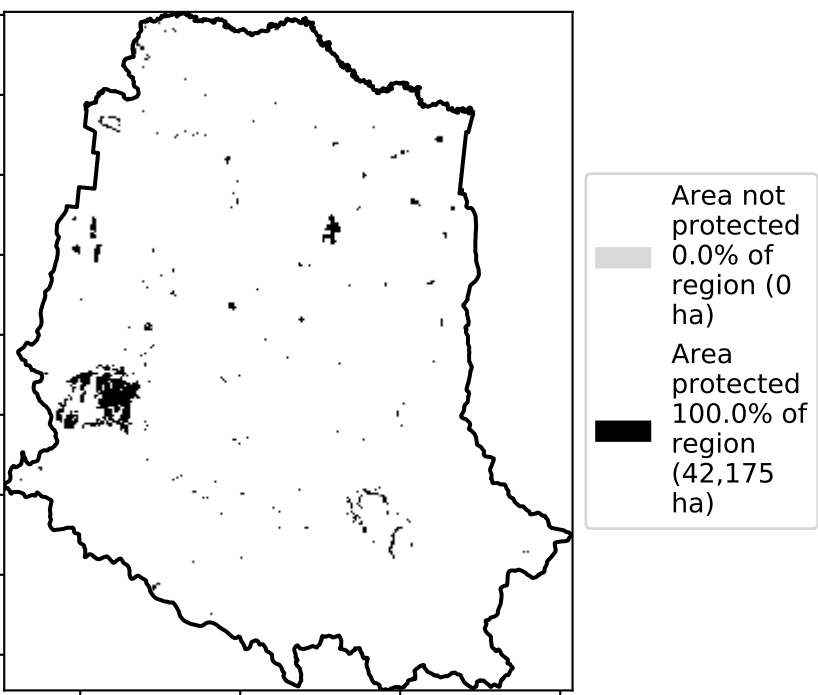 Area not
protected
0.0% of
region (0
ha)
Area
protected
100.0% of
region
(42,175
ha)